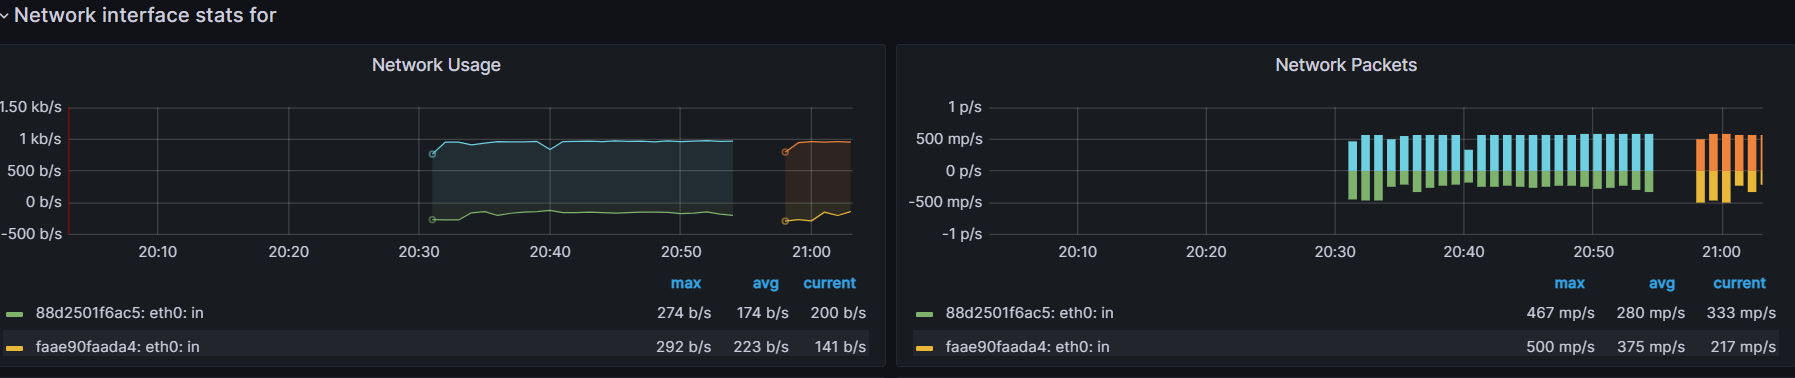 Network interface stats for
Network Usage
1.50 kb/s
1 kb/s
500 b/s
0 b/s
-500 b/s
20:10 20:20 20:30 20:40 20:50 21:00
max avg current
88d2501f6ac5: eth0: in 274 b/s 174 b/s 200 b/s
faae90faada4: eth0: in 292 b/s 223 b/s 141 b/s
Network Packets
1 p/s
500 mp/s
0 p/s
-500 mp/s
-1 p/s
20:10 20:20 20:30 20:40 20:50 21:00
max avg current
88d2501f6ac5: eth0: in 467 mp/s 280 mp/s 333 mp/s
faae90faada4: eth0: in 500 mp/s 375 mp/s 217 mp/s